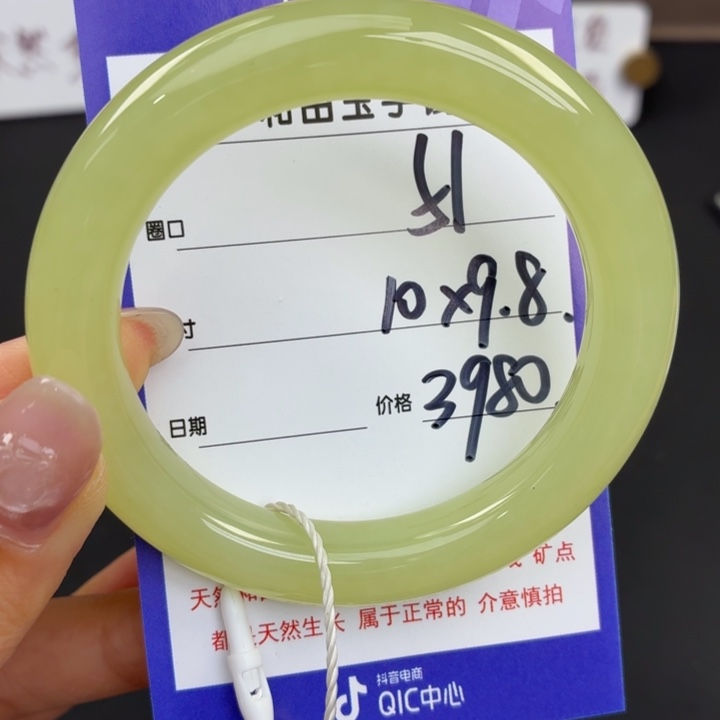 和田玉手
圈口 51
寸 10×9.8.
日期 价格 3980.
天然 矿点
都是天然生长 属于正常的 介意慎拍
抖音电商
QIC中心